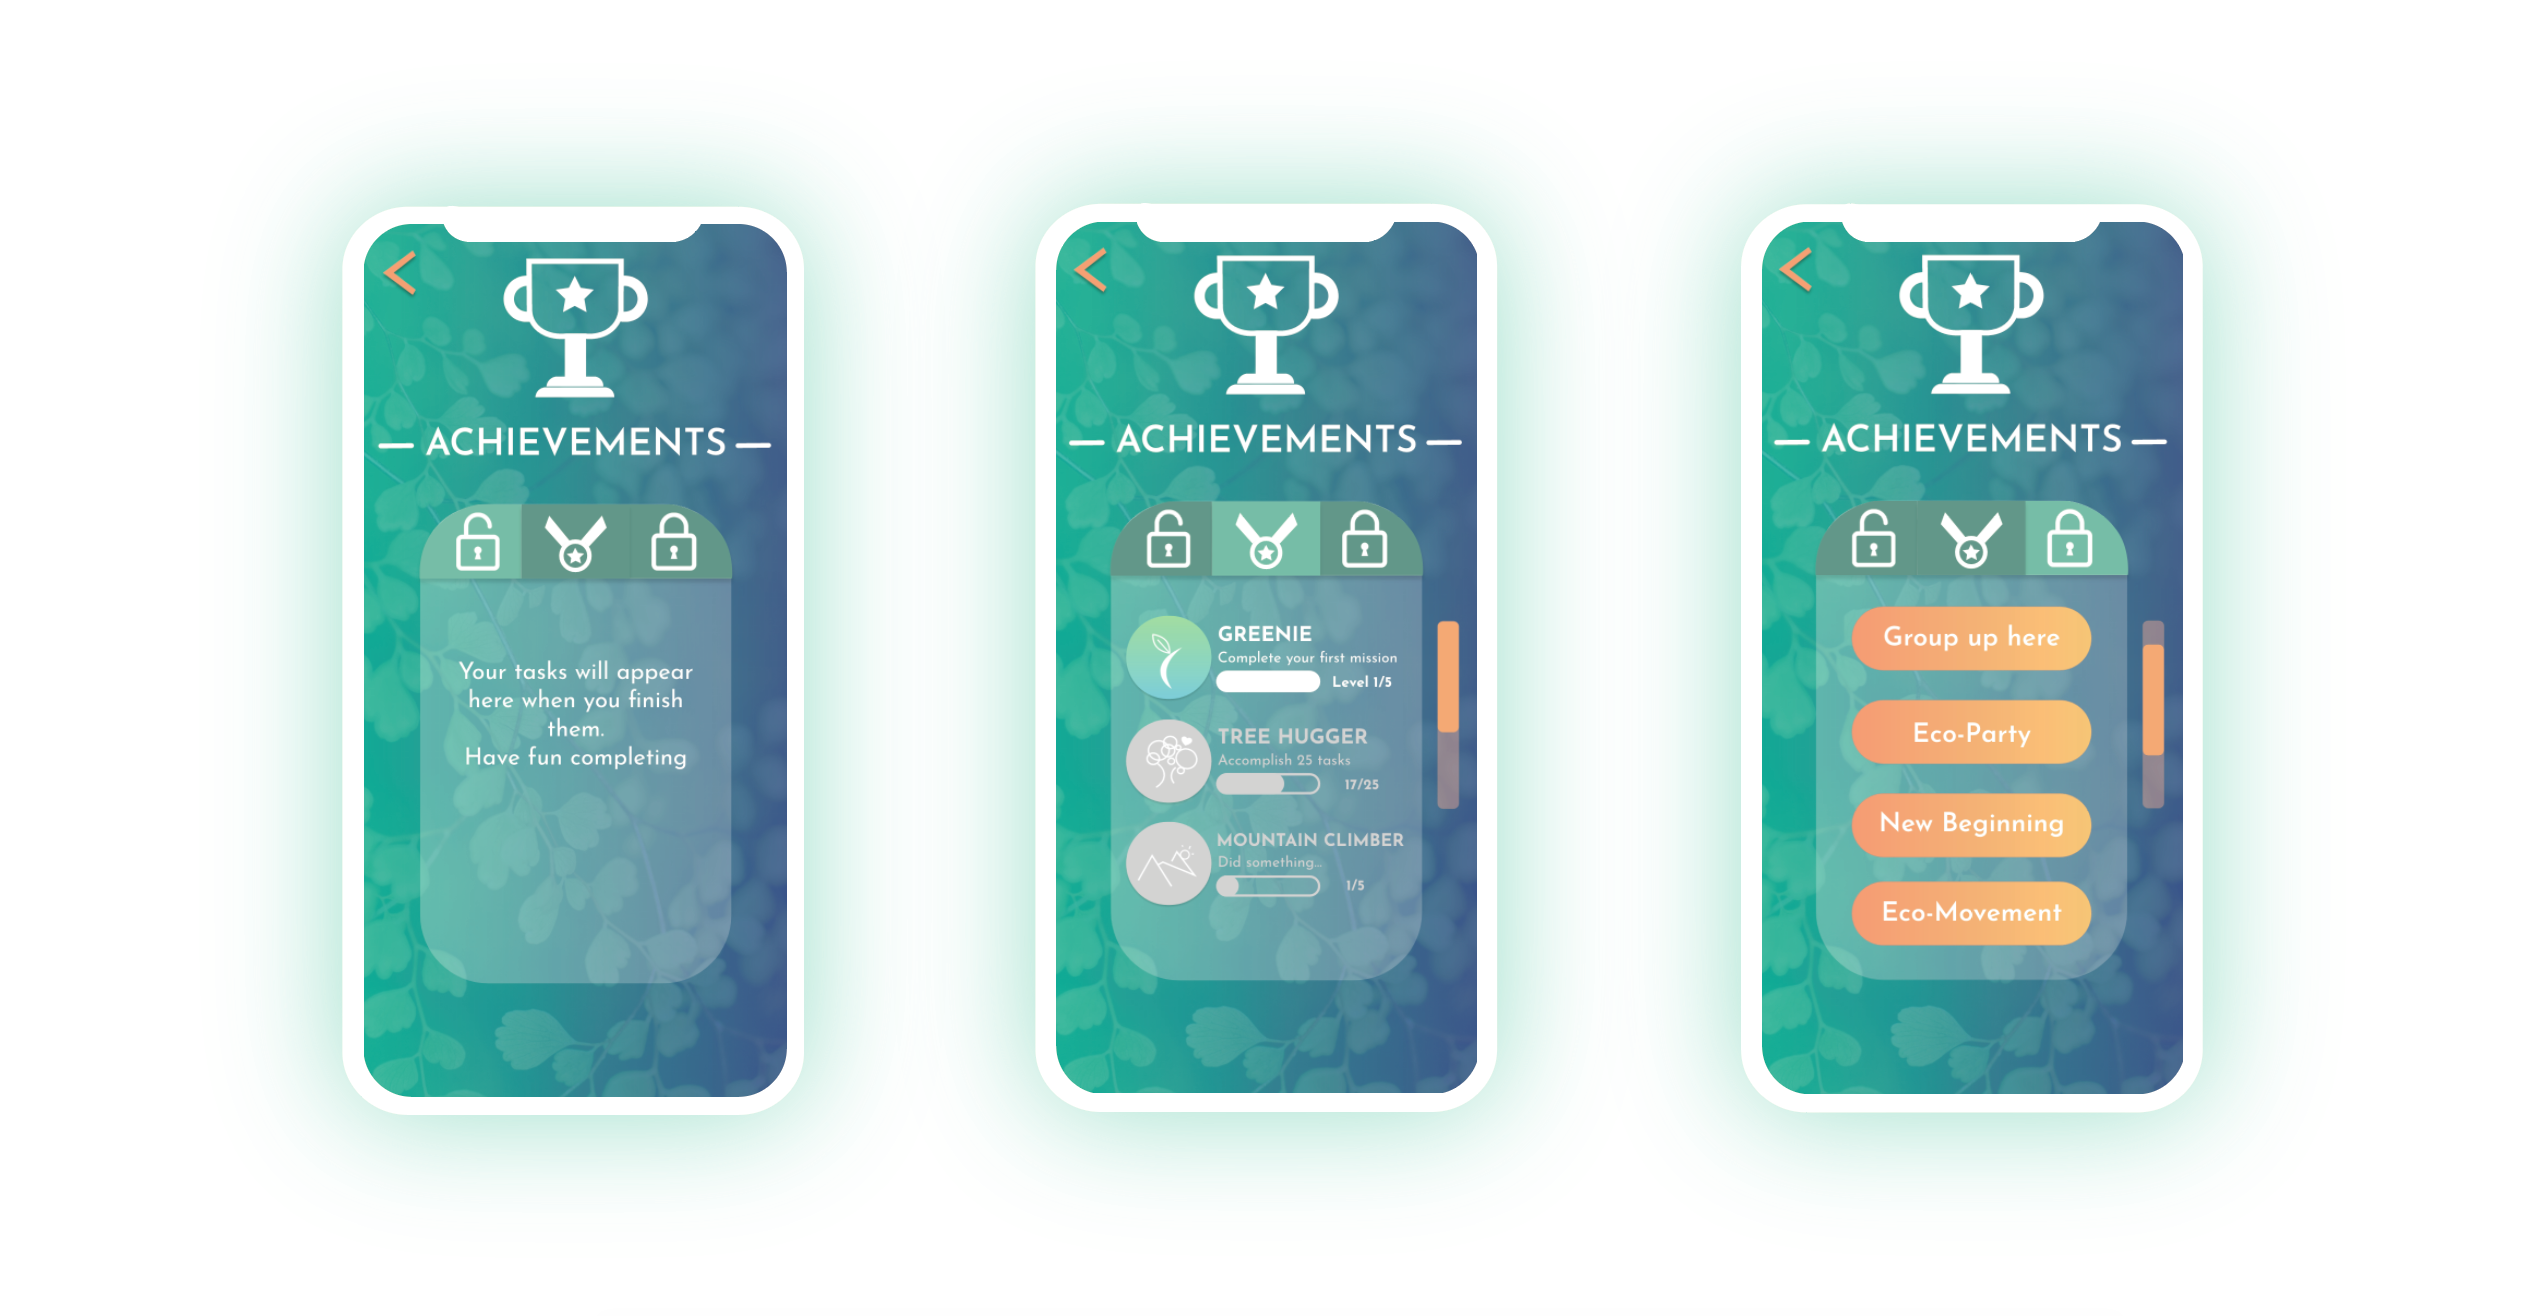 ACHIEVEMENTS
Your tasks will appear
here when you finish
them.
Have fun completing
ACHIEVEMENTS
GREENIE
Complete your first mission
Level 1/5
TREE HUGGER
Accomplish 25 tasks
17/25
MOUNTAIN CLIMBER
Did something...
1/5
ACHIEVEMENTS
Group up here
Eco-Party
New Beginning
Eco-Movement